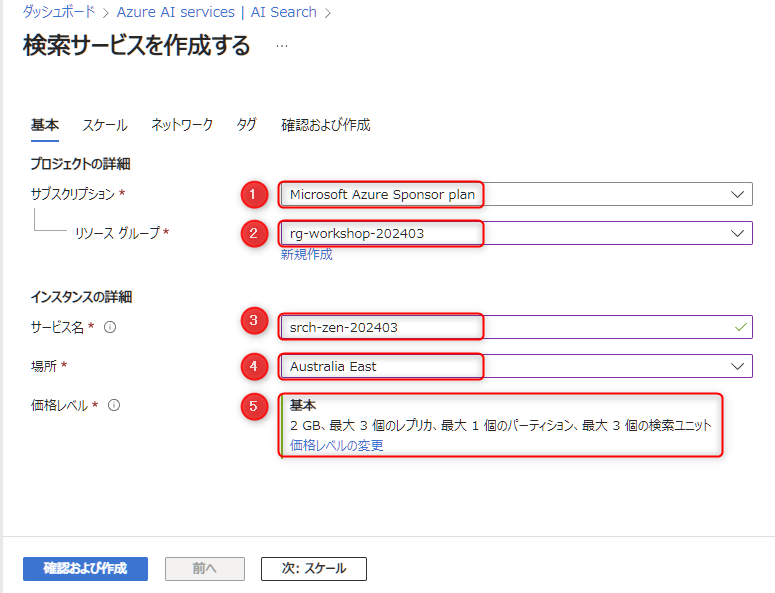 ダッシュボード > Azure AI services | AI Search >
検索サービスを作成する ...
基本 スケール ネットワーク タグ 確認および作成
プロジェクトの詳細
サブスクリプション * 1 Microsoft Azure Sponsor plan
リソース グループ * 2 rg-workshop-202403
新規作成
インスタンスの詳細
サービス名 * 3 srch-zen-202403
場所 * 4 Australia East
価格レベル * 5 基本
2 GB、最大 3 個のレプリカ、最大 1 個のパーティション、最大 3 個の検索ユニット
価格レベルの変更
確認および作成 前へ 次: スケール